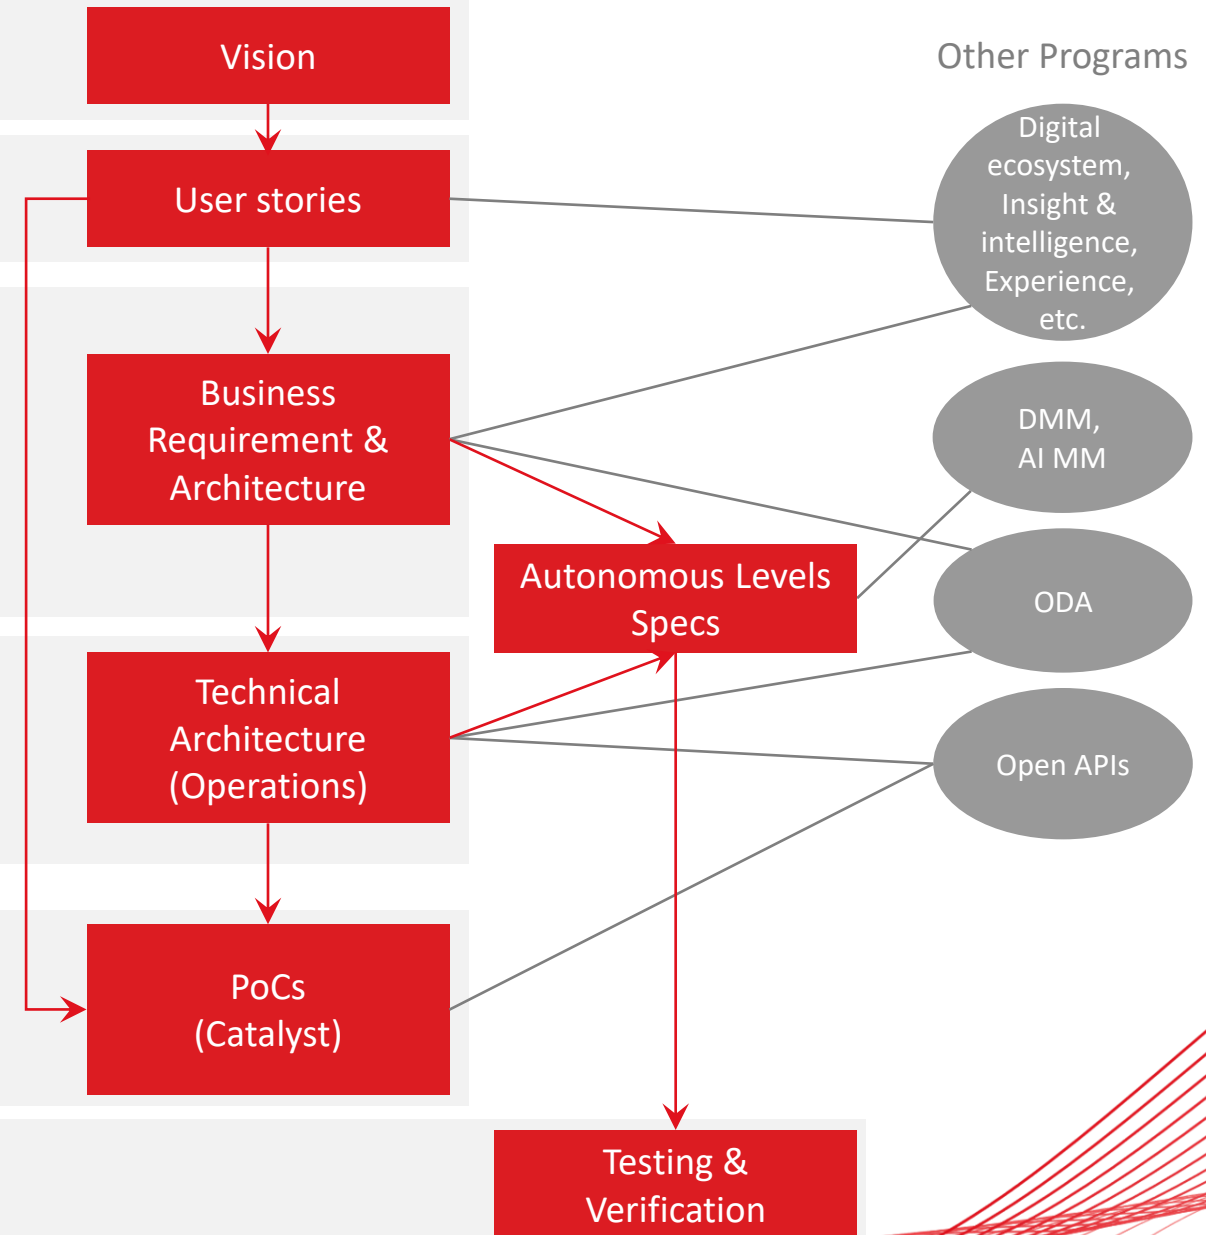 Vision
User stories
Business
Requirement &
Architecture
Technical
Architecture
(Operations)
PoCs
(Catalyst)
Autonomous Levels
Specs
Testing &
Verification
Other Programs
Digital
ecosystem,
Insight &
intelligence,
Experience,
etc.
DMM,
AI MM
ODA
Open APIs